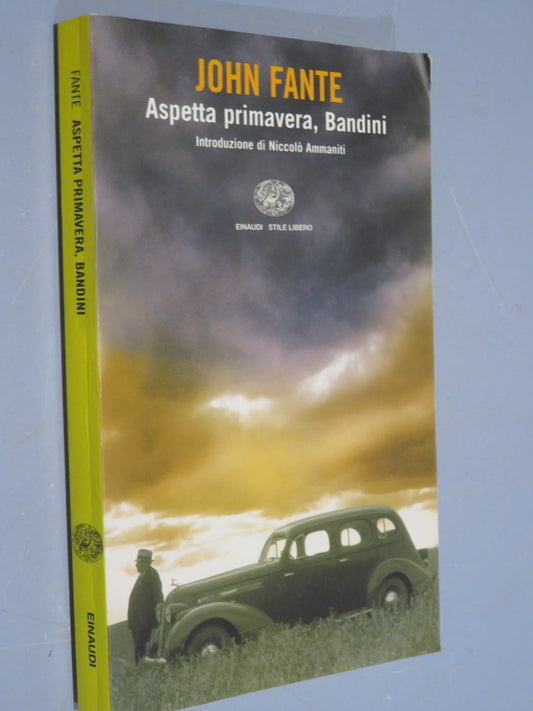 JOHN FANTE
Aspetta primavera, Bandini
Introduzione di Niccolò Ammaniti
EINAUDI STILE LIBERO
FANTE ASPETTA PRIMAVERA, BANDINI
EINAUDI